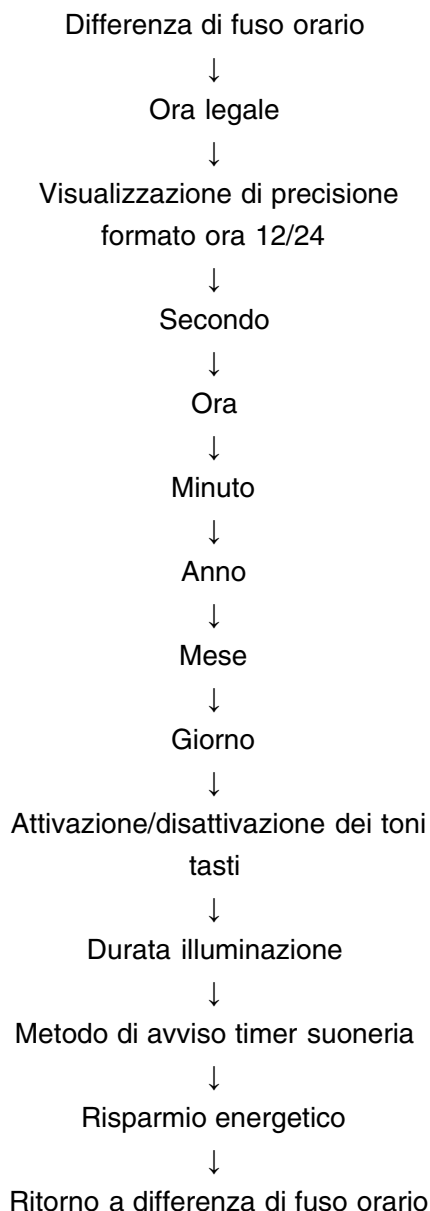 Differenza di fuso orario
↓
Ora legale
↓
Visualizzazione di precisione
formato ora 12/24
↓
Secondo
↓
Ora
↓
Minuto
↓
Anno
↓
Mese
↓
Giorno
↓
Attivazione/disattivazione dei toni
tasti
↓
Durata illuminazione
↓
Metodo di avviso timer suoneria
↓
Risparmio energetico
↓
Ritorno a differenza di fuso orario